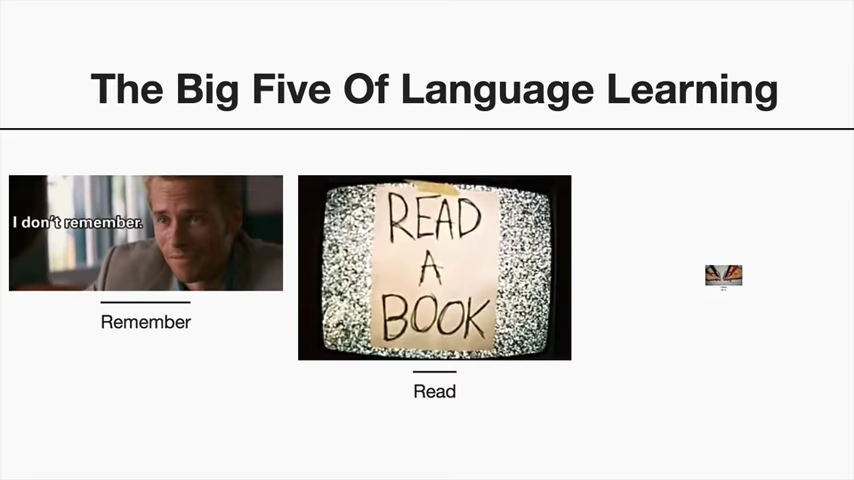 The Big Five Of Language Learning
I don't remember.
Remember
READ
A
BOOK
Read